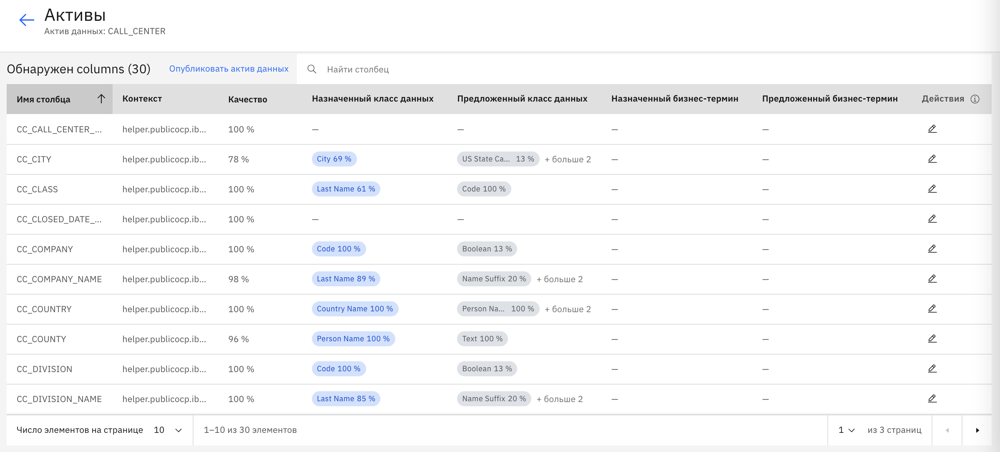 Активы
Актив данных: CALL_CENTER
Обнаружен columns (30) Опубликовать актив данных Найти столбец
Имя столбца Контекст Качество Назначенный класс данных Предложенный класс данных Назначенный бизнес-термин Предложенный бизнес-термин Действия
CC_CALL_CENTER_... helper.publicocp.ib... 100 % — — — —
CC_CITY helper.publicocp.ib... 78 % City 69 % US State Ca... 13 % + больше 2 — —
CC_CLASS helper.publicocp.ib... 100 % Last Name 61 % Code 100 % — —
CC_CLOSED_DATE_... helper.publicocp.ib... 100 % — — — —
CC_COMPANY helper.publicocp.ib... 100 % Code 100 % Boolean 13 % — —
CC_COMPANY_NAME helper.publicocp.ib... 98 % Last Name 89 % Name Suffix 20 % + больше 2 — —
CC_COUNTRY helper.publicocp.ib... 100 % Country Name 100 % Person Na... 100 % + больше 2 — —
CC_COUNTY helper.publicocp.ib... 96 % Person Name 100 % Text 100 % — —
CC_DIVISION helper.publicocp.ib... 100 % Code 100 % Boolean 13 % — —
CC_DIVISION_NAME helper.publicocp.ib... 100 % Last Name 85 % Name Suffix 20 % + больше 2 — —
Число элементов на странице 10 1–10 из 30 элементов 1 из 3 страниц